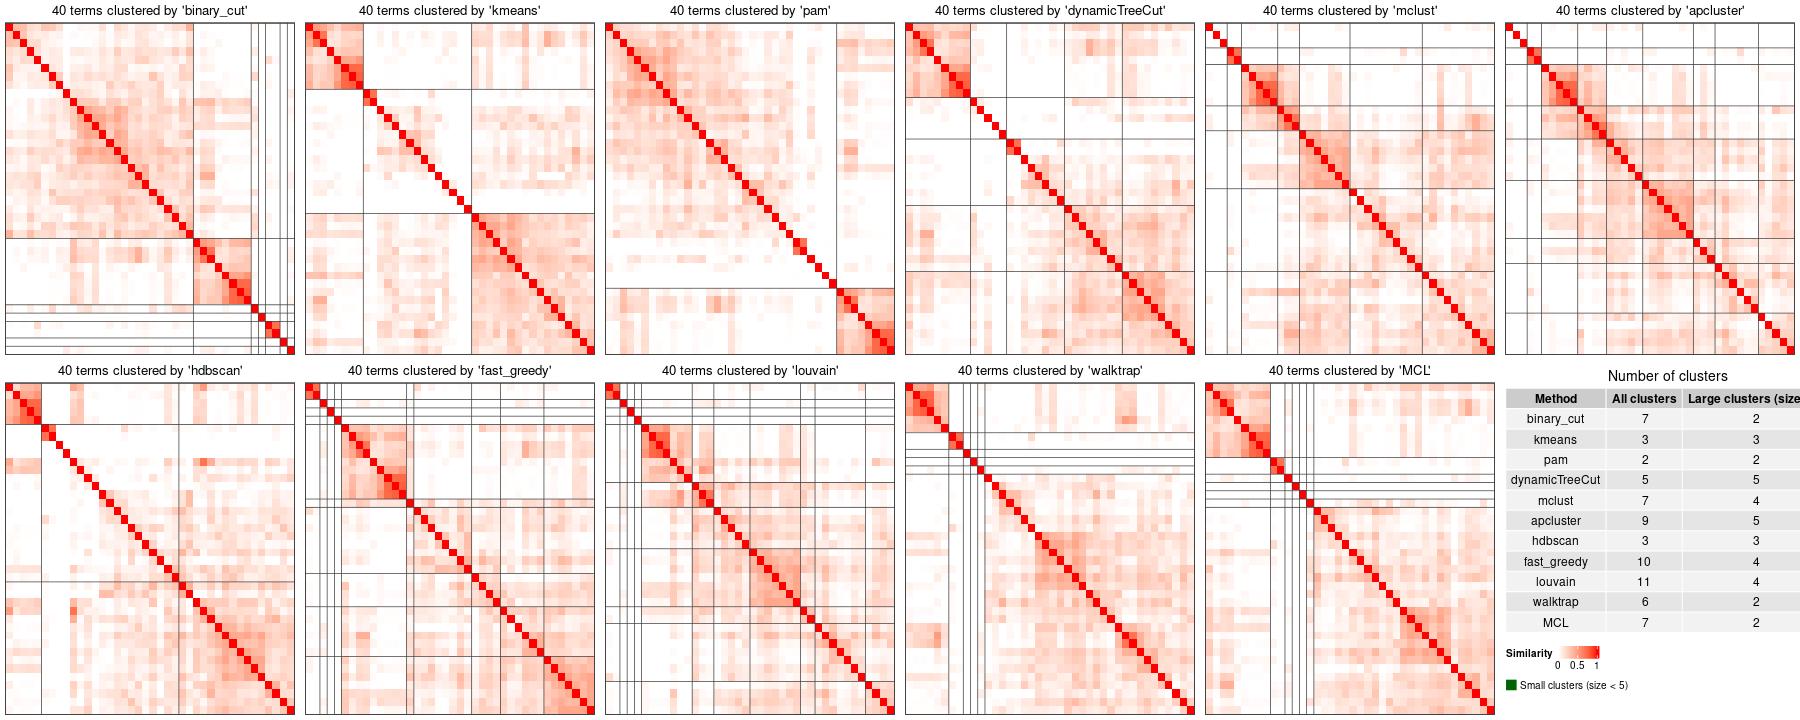 40 terms clustered by 'binary_cut'
40 terms clustered by 'kmeans'
40 terms clustered by 'pam'
40 terms clustered by 'dynamicTreeCut'
40 terms clustered by 'mclust'
40 terms clustered by 'apcluster'
40 terms clustered by 'hdbscan'
40 terms clustered by 'fast_greedy'
40 terms clustered by 'louvain'
40 terms clustered by 'walktrap'
40 terms clustered by 'MCL'
Number of clusters
Method All clusters Large clusters (size
binary_cut 7 2
kmeans 3 3
pam 2 2
dynamicTreeCut 5 5
mclust 7 4
apcluster 9 5
hdbscan 3 3
fast_greedy 10 4
louvain 11 4
walktrap 6 2
MCL 7 2
Similarity
0 0.5 1
Small clusters (size < 5)